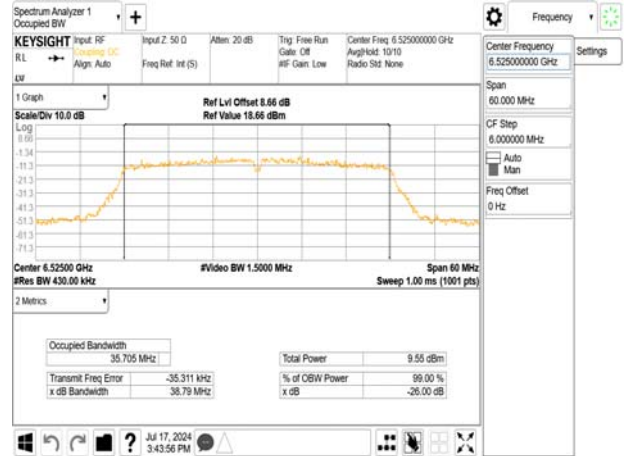 Spectrum Analyzer 1
Occupied BW
Frequency
KEYSIGHT
RL
Input: RF
Coupling: DC
Align: Auto
Input Z: 50 Ω
Freq Ref: Int (S)
Atten: 20 dB
Trig: Free Run
Gate: Off
#IF Gain: Low
Center Freq: 6.525000000 GHz
Avg|Hold: 10/10
Radio Std: None
Center Frequency
6.525000000 GHz
Settings
Span
60.000 MHz
CF Step
6.000000 MHz
Auto
Man
Freq Offset
0 Hz
1 Graph
Scale/Div 10.0 dB
Ref Lvl Offset 8.66 dB
Ref Value 18.66 dBm
Log
8.66
-1.34
-11.3
-21.3
-31.3
-41.3
-51.3
-61.3
-71.3
Center 6.52500 GHz
#Video BW 1.5000 MHz
Span 60 MHz
#Res BW 430.00 kHz
Sweep 1.00 ms (1001 pts)
2 Metrics
Occupied Bandwidth
35.705 MHz
Total Power 9.55 dBm
Transmit Freq Error -35.311 kHz
% of OBW Power 99.00 %
x dB Bandwidth 38.79 MHz
x dB -26.00 dB
?
Jul 17, 2024
3:43:56 PM